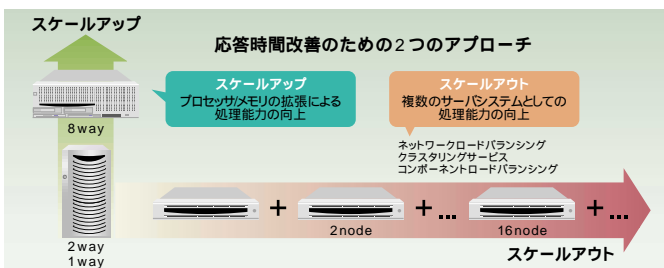 スケールアップ
応答時間改善のための2つのアプローチ
スケールアップ
プロセッサ/メモリの拡張による
処理能力の向上
スケールアウト
複数のサーバシステムとしての
処理能力の向上
8way
ネットワークロードバランシング
クラスタリングサービス
コンポーネントロードバランシング
+ + ... + ...
2node
16node
2way
1way
スケールアウト